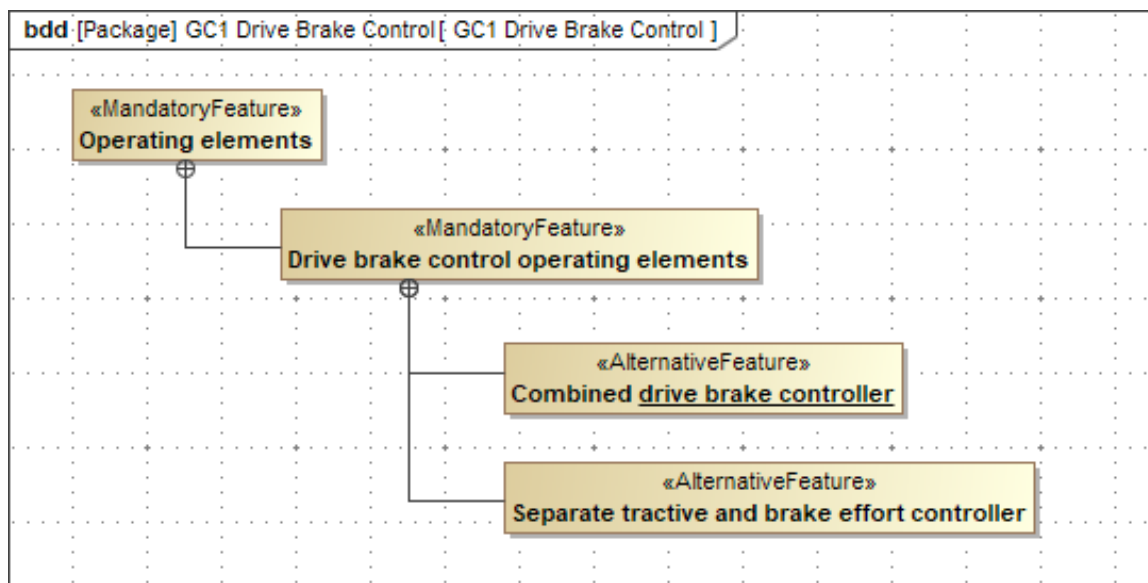 bdd [Package] GC1 Drive Brake Control[ GC1 Drive Brake Control ]
«MandatoryFeature»
Operating elements
«MandatoryFeature»
Drive brake control operating elements
«AlternativeFeature»
Combined drive brake controller
«AlternativeFeature»
Separate tractive and brake effort controller